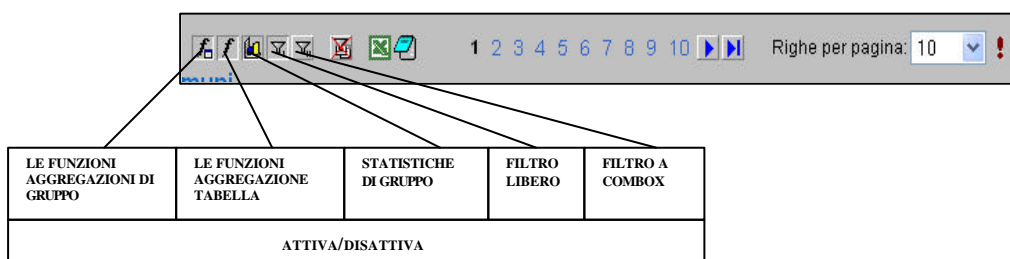 1 2 3 4 5 6 7 8 9 10 Righe per pagina: 10
LE FUNZIONI AGGREGAZIONI DI GRUPPO
LE FUNZIONI AGGREGAZIONE TABELLA
STATISTICHE DI GRUPPO
FILTRO LIBERO
FILTRO A COMBOX
ATTIVA/DISATTIVA